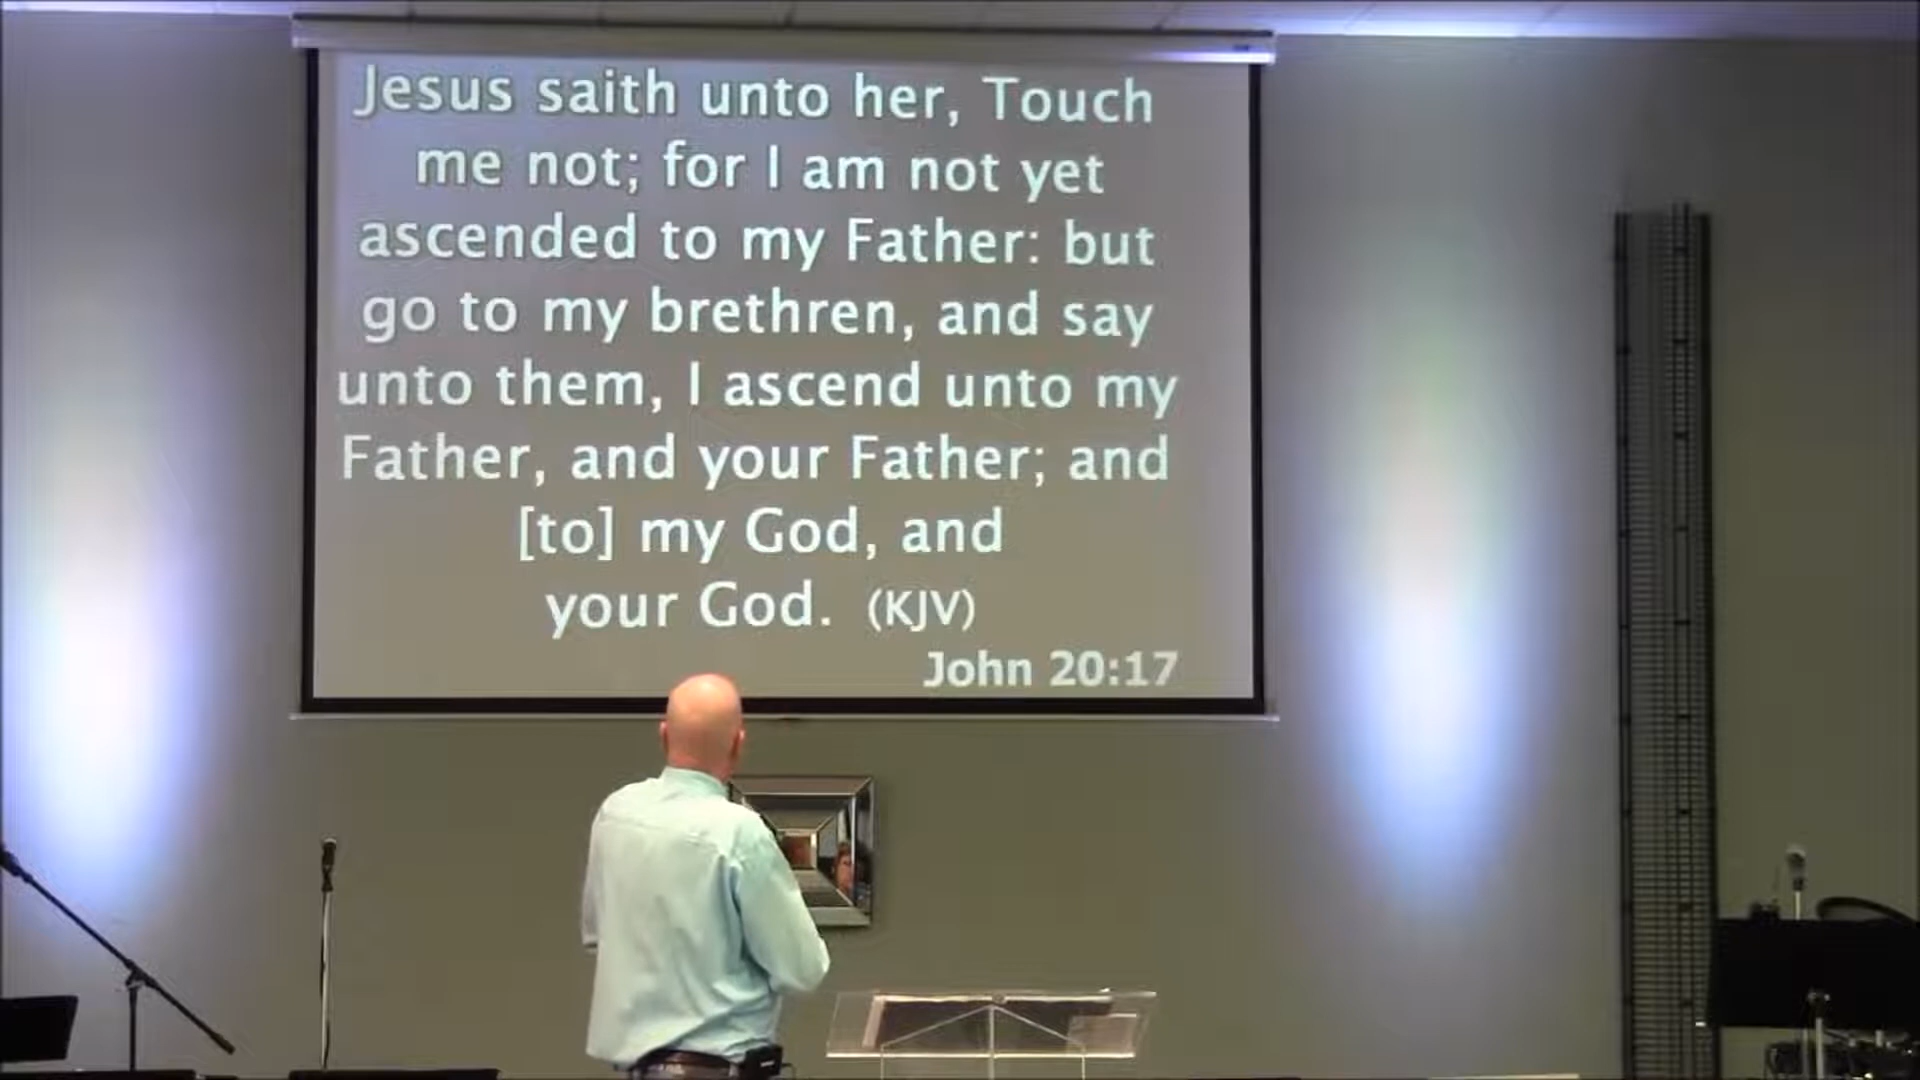 Jesus saith unto her, Touch
me not; for I am not yet
ascended to my Father: but
go to my brethren, and say
unto them, I ascend unto my
Father, and your Father; and
[to] my God, and
your God. (KJV)
John 20:17